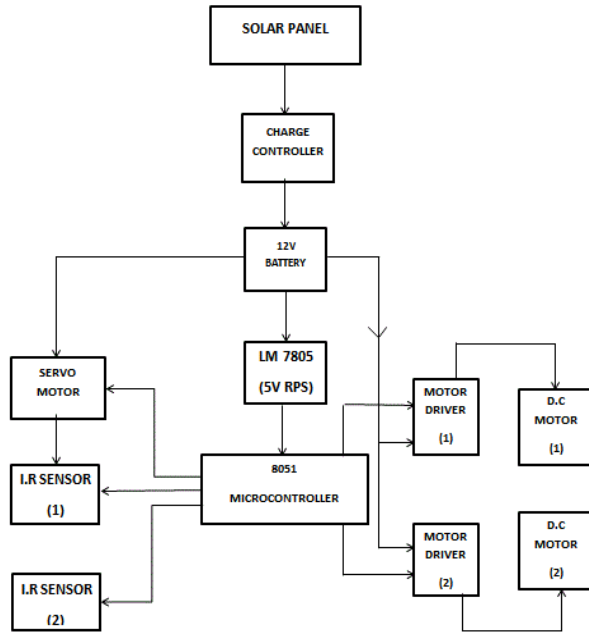 SOLAR PANEL
CHARGE
CONTROLLER
12V
BATTERY
LM 7805
(5V RPS)
SERVO
MOTOR
MOTOR
DRIVER
(1)
D.C
MOTOR
(1)
8051
MICROCONTROLLER
I.R SENSOR
(1)
MOTOR
DRIVER
(2)
D.C
MOTOR
(2)
I.R SENSOR
(2)